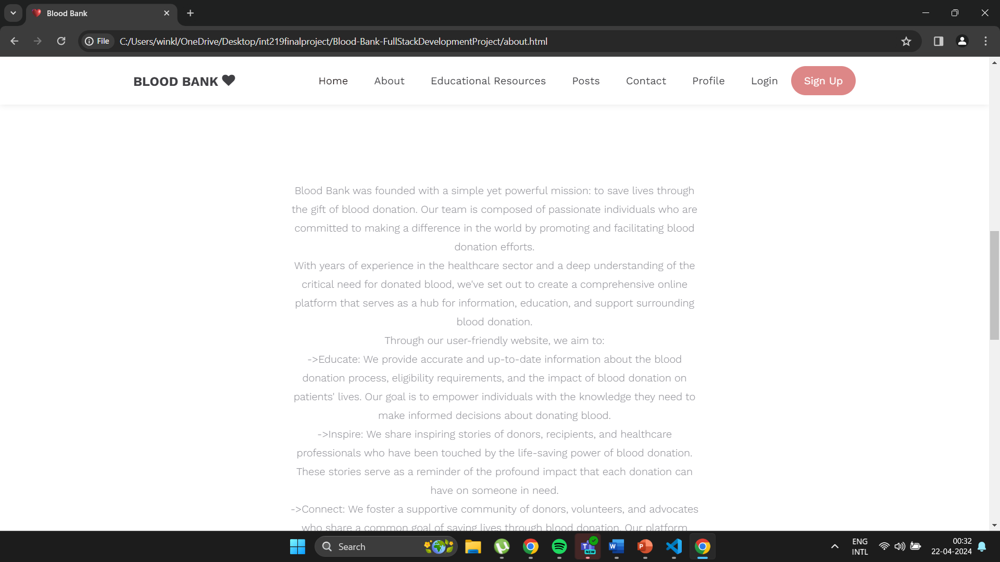 Blood Bank
File
C:/Users/winkl/OneDrive/Desktop/int219finalproject/Blood-Bank-FullStackDevelopmentProject/about.html
BLOOD BANK
Home
About
Educational Resources
Posts
Contact
Profile
Login
Sign Up
Blood Bank was founded with a simple yet powerful mission: to save lives through
the gift of blood donation. Our team is composed of passionate individuals who are
committed to making a difference in the world by promoting and facilitating blood
donation efforts.
With years of experience in the healthcare sector and a deep understanding of the
critical need for donated blood, we've set out to create a comprehensive online
platform that serves as a hub for information, education, and support surrounding
blood donation.
Through our user-friendly website, we aim to:
->Educate: We provide accurate and up-to-date information about the blood
donation process, eligibility requirements, and the impact of blood donation on
patients' lives. Our goal is to empower individuals with the knowledge they need to
make informed decisions about donating blood.
->Inspire: We share inspiring stories of donors, recipients, and healthcare
professionals who have been touched by the life-saving power of blood donation.
These stories serve as a reminder of the profound impact that each donation can
have on someone in need.
->Connect: We foster a supportive community of donors, volunteers, and advocates
who share a common goal of saving lives through blood donation. Our platform
Search
T
NEW
W
P
ENG
INTL
00:32
22-04-2024